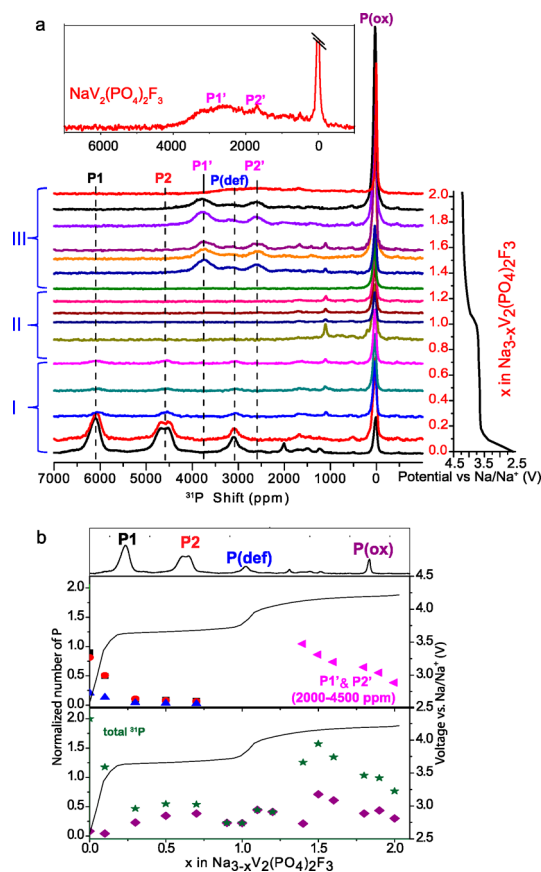 a
P(ox)
NaV2(PO4)2F3
P1’
P2’
6000 4000 2000 0
P1
P2
P1’
P(def)
P2’
III
II
I
2.0
1.8
1.6
1.4
1.2
1.0
0.8
0.6
0.4
0.2
0.0
x in Na3-xV2(PO4)2F3
7000 6000 5000 4000 3000 2000 1000 0
4.5 3.5 2.5
Potential vs Na/Na+ (V)
31P Shift (ppm)
b
P1
P2
P(def)
P(ox)
2.0
1.5
1.0
0.5
0.0
4.5
4.0
3.5
3.0
2.5
P1’& P2’
(2000-4500 ppm)
total 31P
2.0
1.5
1.0
0.5
0.0
4.5
4.0
3.5
3.0
2.5
Normalized number of P
Voltage vs. Na/Na+ (V)
0.0 0.5 1.0 1.5 2.0
x in Na3-xV2(PO4)2F3